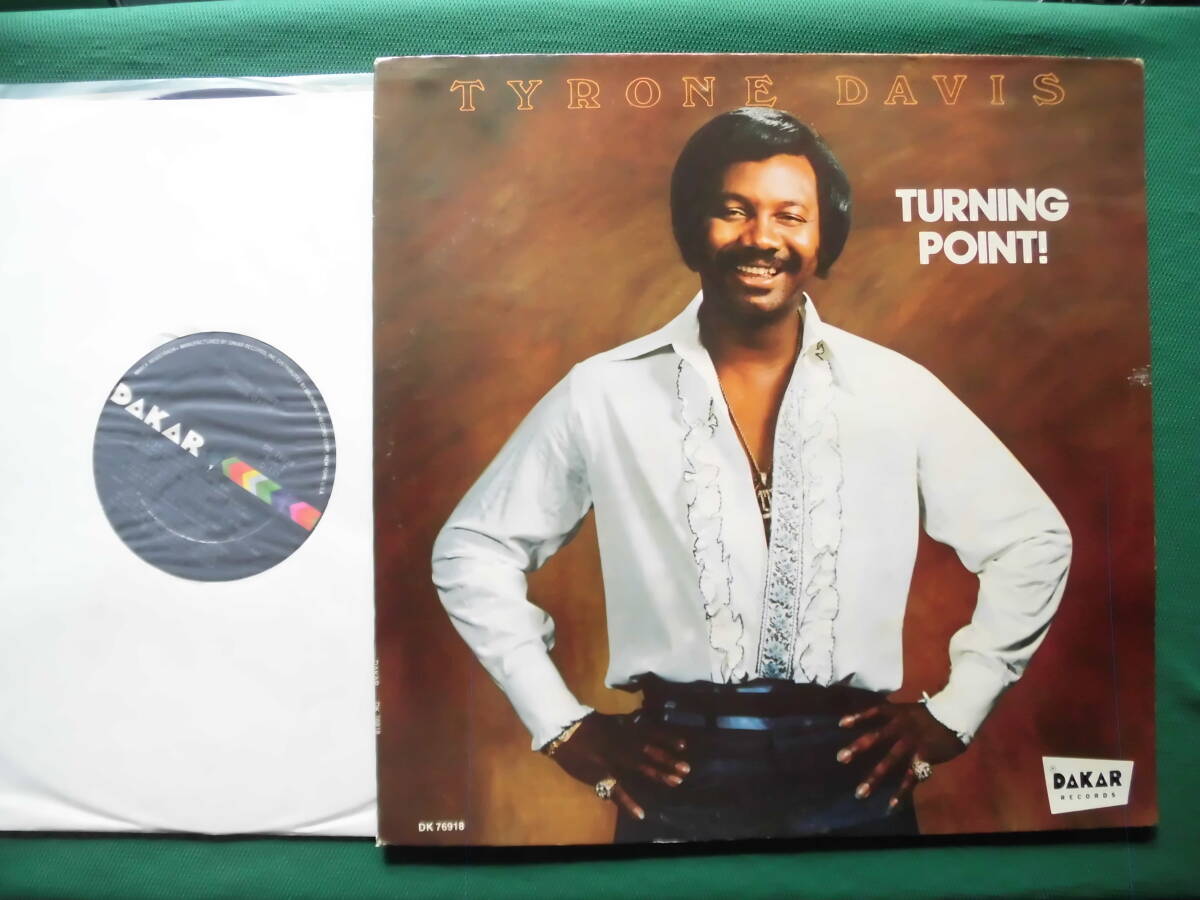 TYRONE DAVIS
TURNING
POINT!
DAKAR
DAKAR
RECORDS
DK 76918